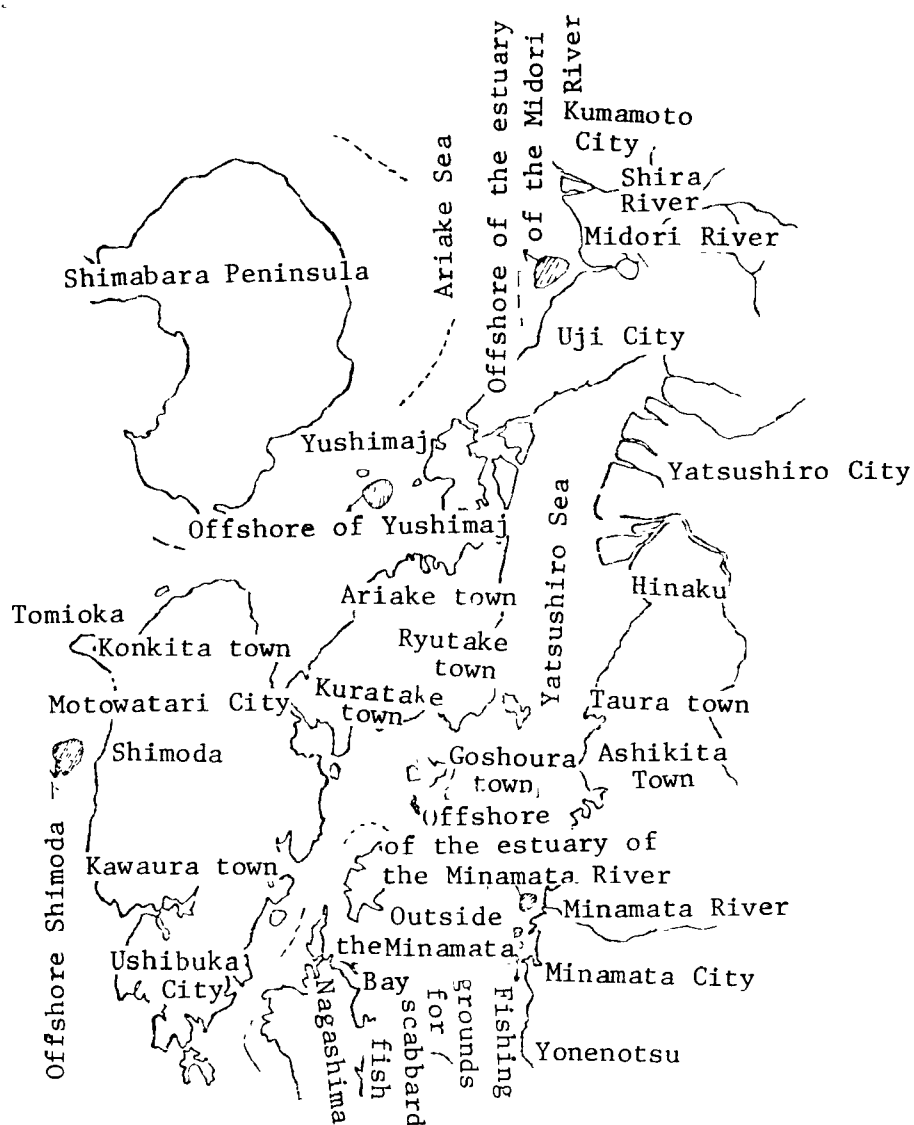 Offshore of the estuary
of the Midori
River
Ariake Sea
Kumamoto
City
Shira
River
Midori River
Shimabara Peninsula
Uji City
Yushimaj
Yatsushiro City
Offshore of Yushimaj
Yatsushiro Sea
Ariake town
Hinaku
Tomioka
Konkita town
Ryutake
town
Motowatari City
Kuratake
town
Taura town
Shimoda
Goshoura
town
Ashikita
Town
Offshore Shimoda
Offshore
of the estuary of
the Minamata River
Kawaura town
Outside
the Minamata
Bay
Minamata River
Ushibuka
City
Minamata City
Nagashima
Fishing
grounds
for
scabbard
fish
Yonenotsu